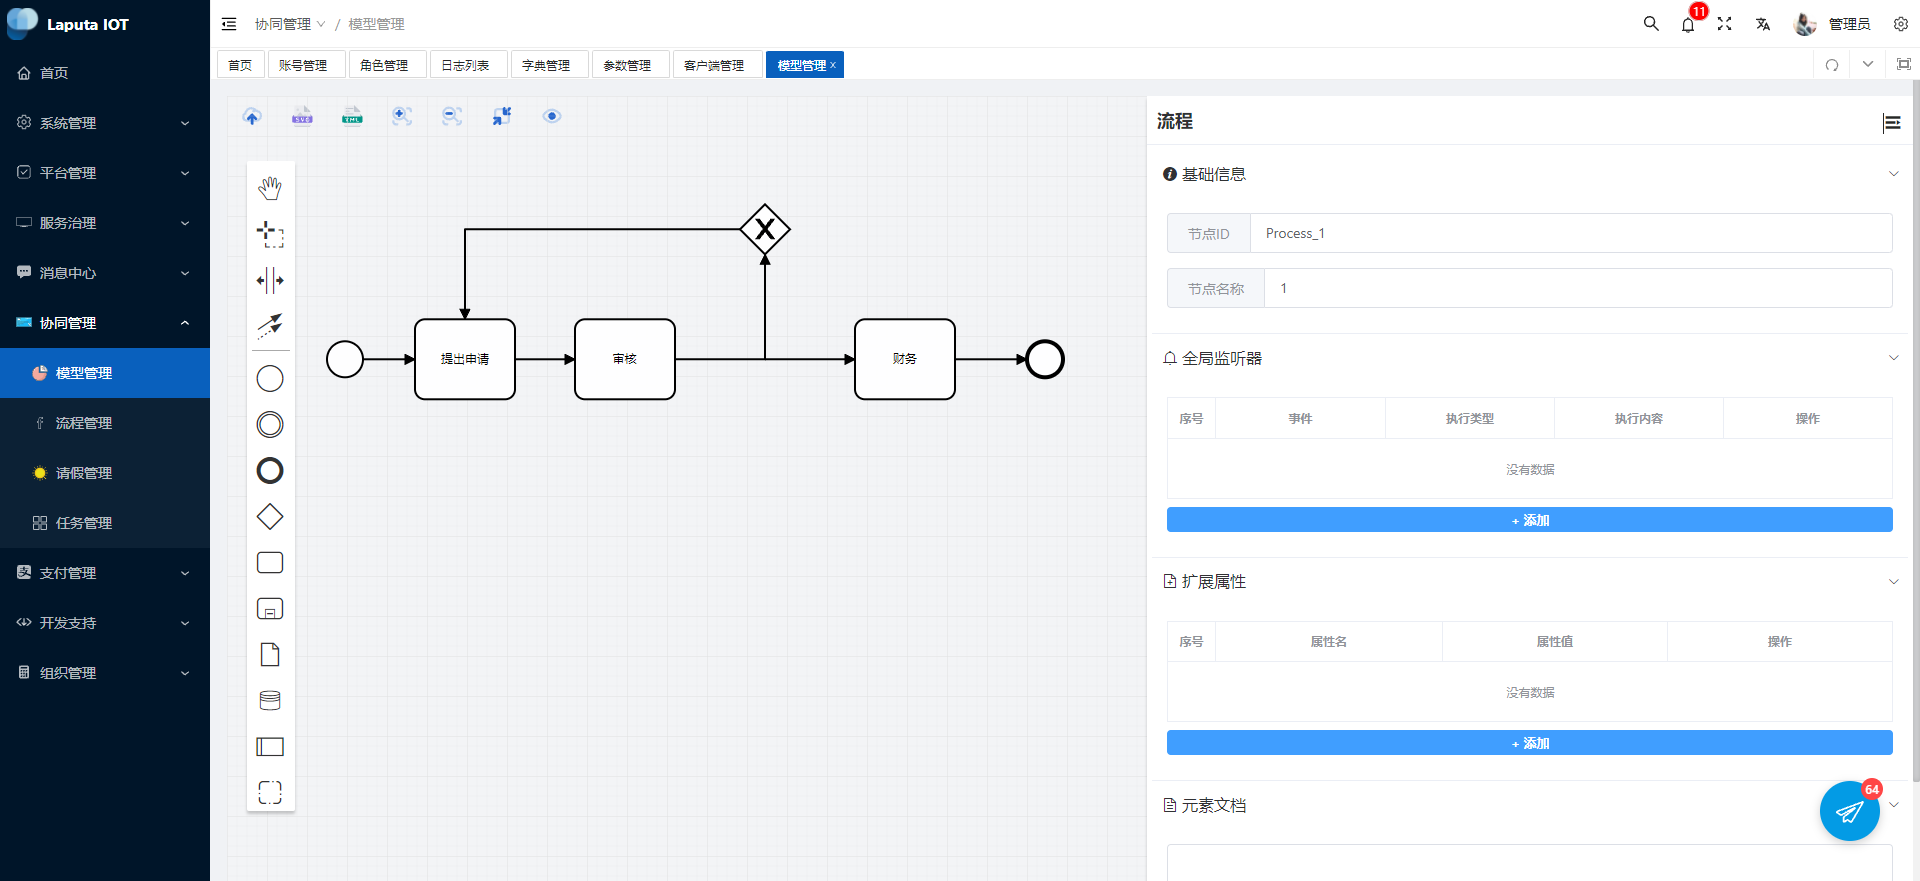 Laputa IOT
首页
系统管理
平台管理
服务治理
消息中心
协同管理
模型管理
流程管理
请假管理
任务管理
支付管理
开发支持
组织管理
协同管理 / 模型管理
11
管理员
首页
账号管理
角色管理
日志列表
字典管理
参数管理
客户端管理
模型管理 x
SVG
XML
提出申请
审核
财务
流程
基础信息
节点ID Process_1
节点名称 1
全局监听器
序号 事件 执行类型 执行内容 操作
没有数据
+ 添加
扩展属性
序号 属性名 属性值 操作
没有数据
+ 添加
64
元素文档